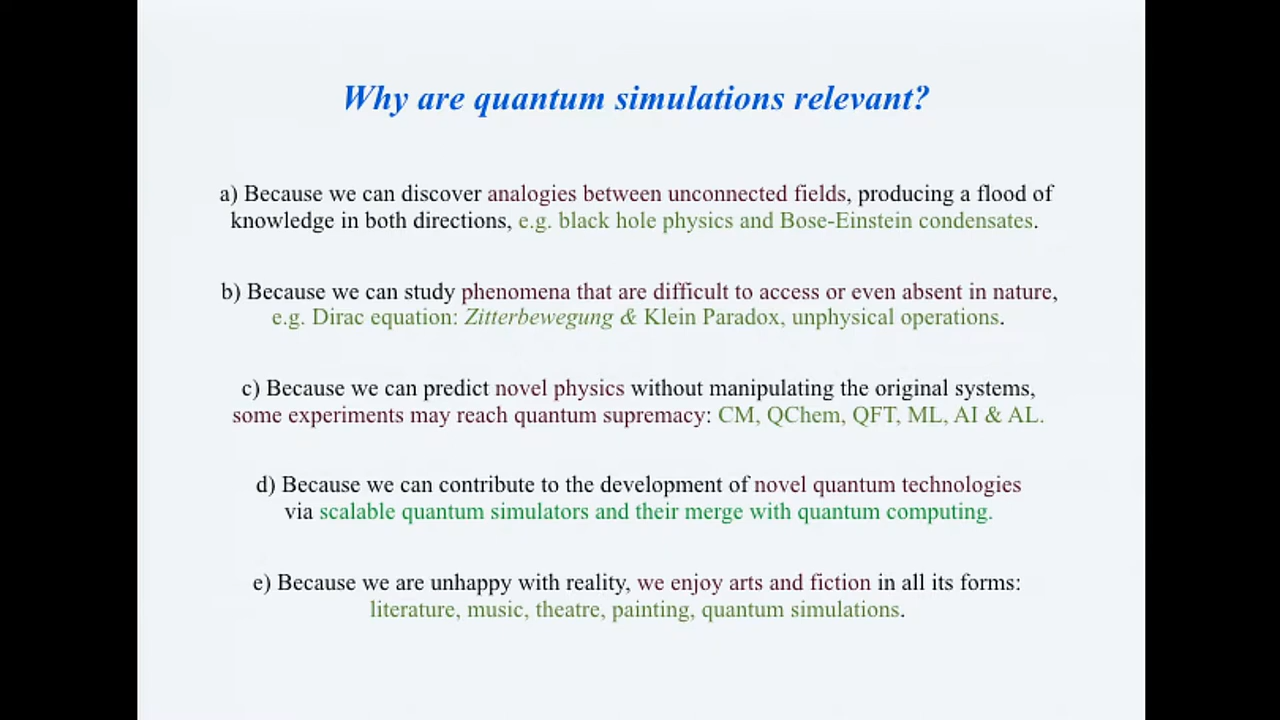 Why are quantum simulations relevant?
a) Because we can discover analogies between unconnected fields, producing a flood of
knowledge in both directions, e.g. black hole physics and Bose-Einstein condensates.
b) Because we can study phenomena that are difficult to access or even absent in nature,
e.g. Dirac equation: Zitterbewegung & Klein Paradox, unphysical operations.
c) Because we can predict novel physics without manipulating the original systems,
some experiments may reach quantum supremacy: CM, QChem, QFT, ML, AI & AL.
d) Because we can contribute to the development of novel quantum technologies
via scalable quantum simulators and their merge with quantum computing.
e) Because we are unhappy with reality, we enjoy arts and fiction in all its forms:
literature, music, theatre, painting, quantum simulations.